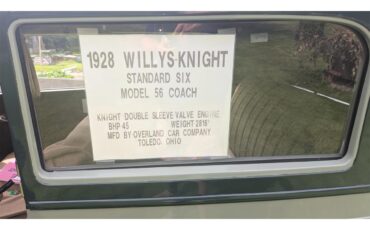 1928 WILLYS-KNIGHT
STANDARD SIX
MODEL 56 COACH
KNIGHT DOUBLE SLEEVE VALVE ENGINE
BHP 45 WEIGHT 2816#
MFD BY OVERLAND CAR COMPANY
TOLEDO, OHIO